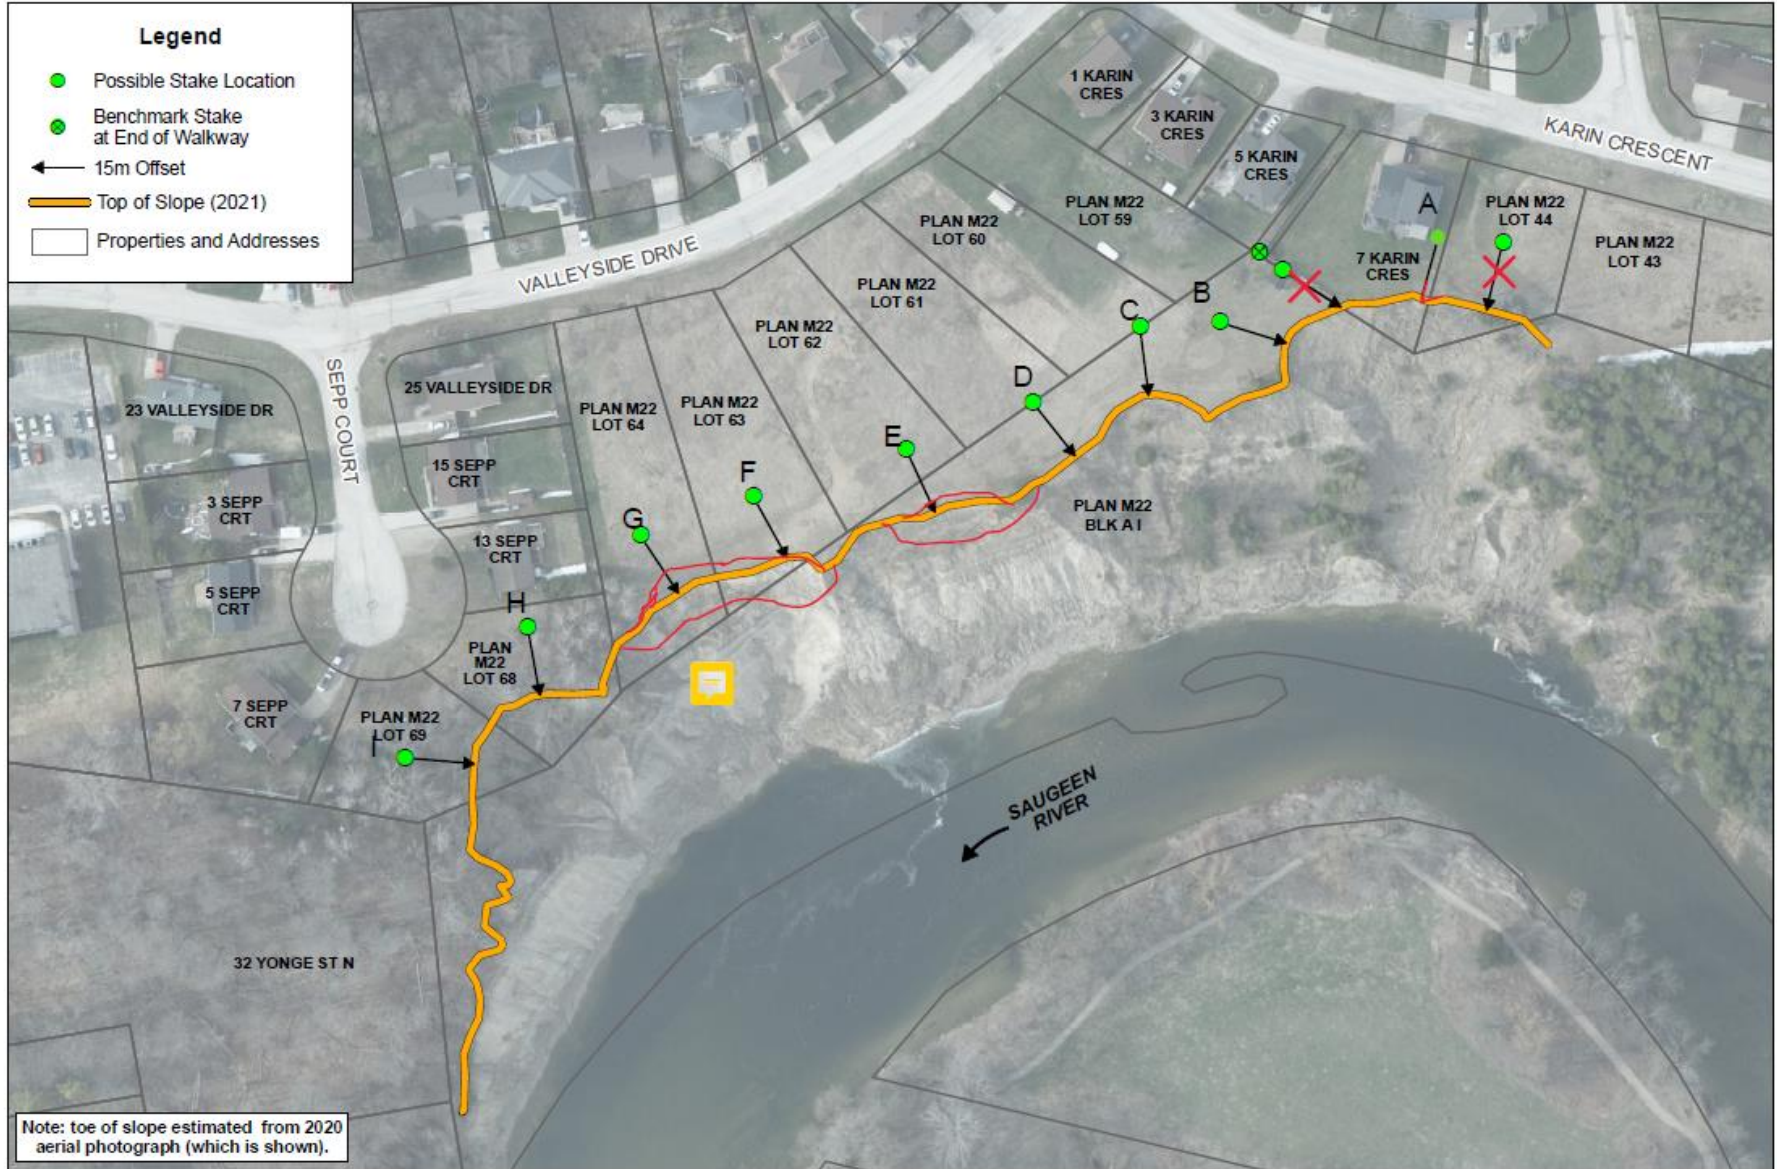 Legend
Possible Stake Location
Benchmark Stake
at End of Walkway
15m Offset
Top of Slope (2021)
Properties and Addresses
1 KARIN
CRES
3 KARIN
CRES
5 KARIN
CRES
KARIN CRESCENT
A
PLAN M22
LOT 44
PLAN M22
LOT 43
7 KARIN
CRES
PLAN M22
LOT 59
PLAN M22
LOT 60
VALLEYSIDE DRIVE
PLAN M22
LOT 61
B
C
PLAN M22
LOT 62
D
SEPP COURT
25 VALLEYSIDE DR
23 VALLEYSIDE DR
PLAN M22
LOT 64
PLAN M22
LOT 63
E
15 SEPP
CRT
F
3 SEPP
CRT
PLAN M22
BLK A I
G
13 SEPP
CRT
5 SEPP
CRT
H
PLAN
M22
LOT 68
7 SEPP
CRT
PLAN M22
LOT 69
I
SAUGEEN
RIVER
32 YONGE ST N
Note: toe of slope estimated from 2020
aerial photograph (which is shown).